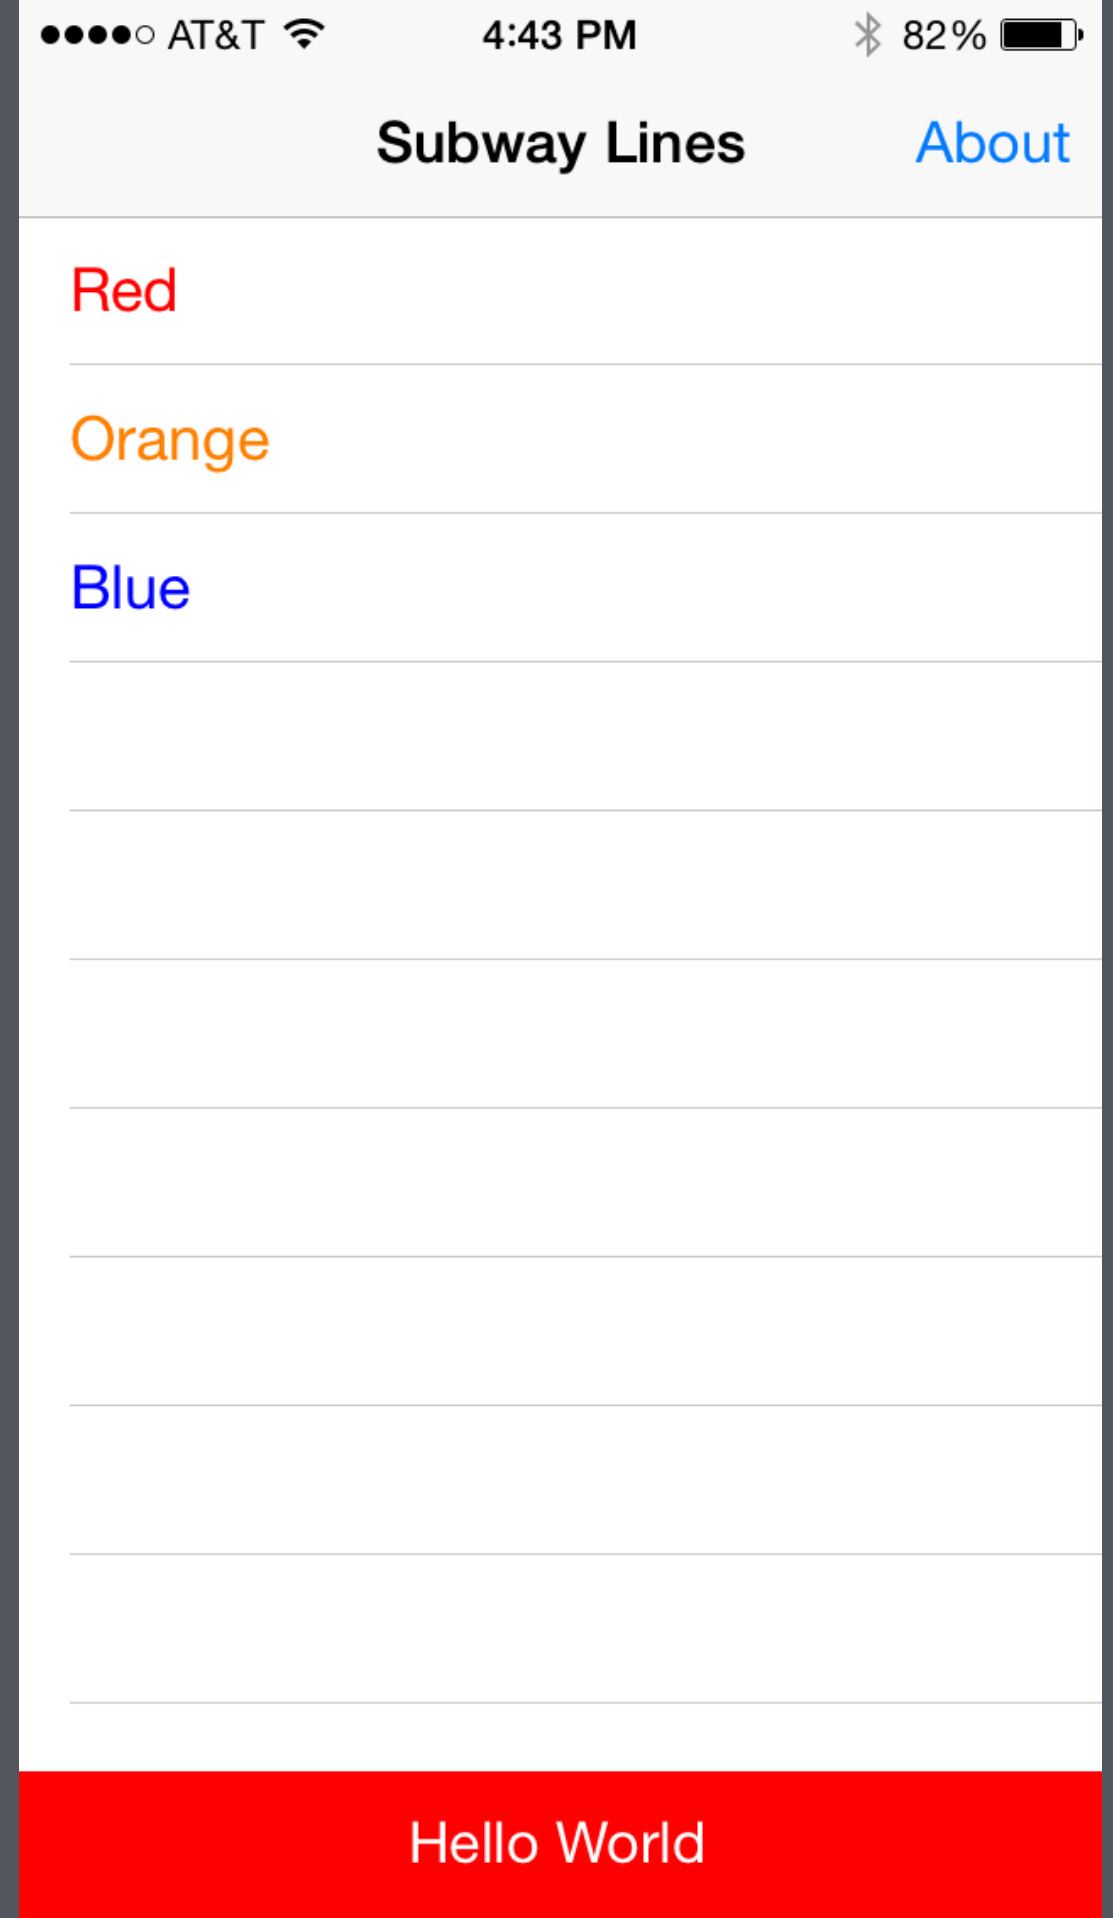 AT&T 4:43 PM 82%
Subway Lines About
Red
Orange
Blue
Hello World